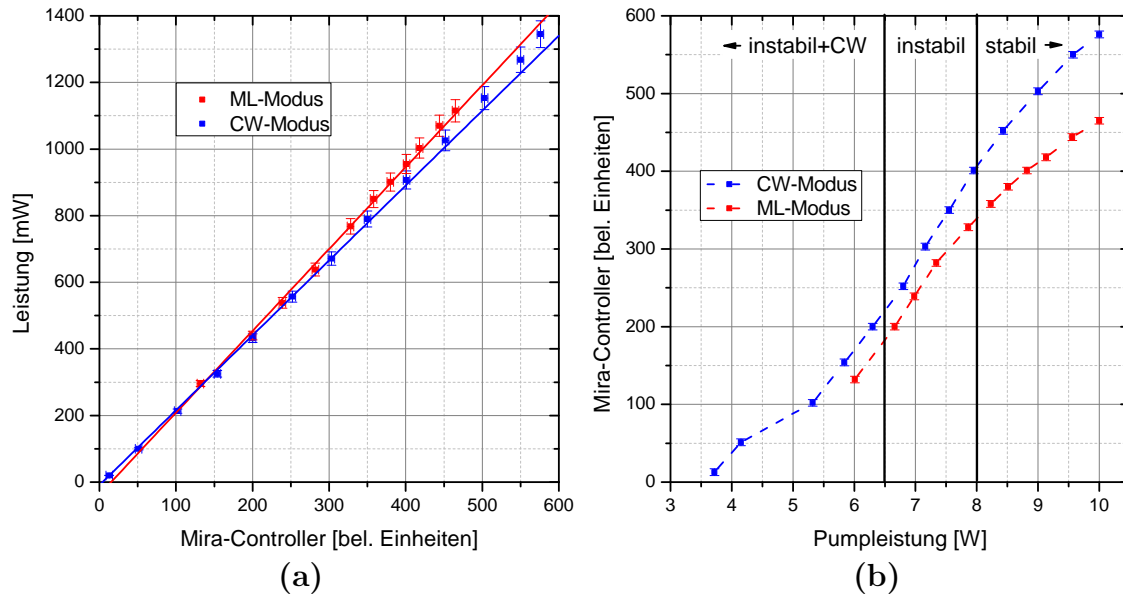 1400
1200
1000
800
600
400
200
0
Leistung [mW]
ML-Modus
CW-Modus
0 100 200 300 400 500 600
Mira-Controller [bel. Einheiten]
(a)
600
500
400
300
200
100
0
Mira-Controller [bel. Einheiten]
instabil+CW instabil stabil
CW-Modus
ML-Modus
3 4 5 6 7 8 9 10
Pumpleistung [W]
(b)